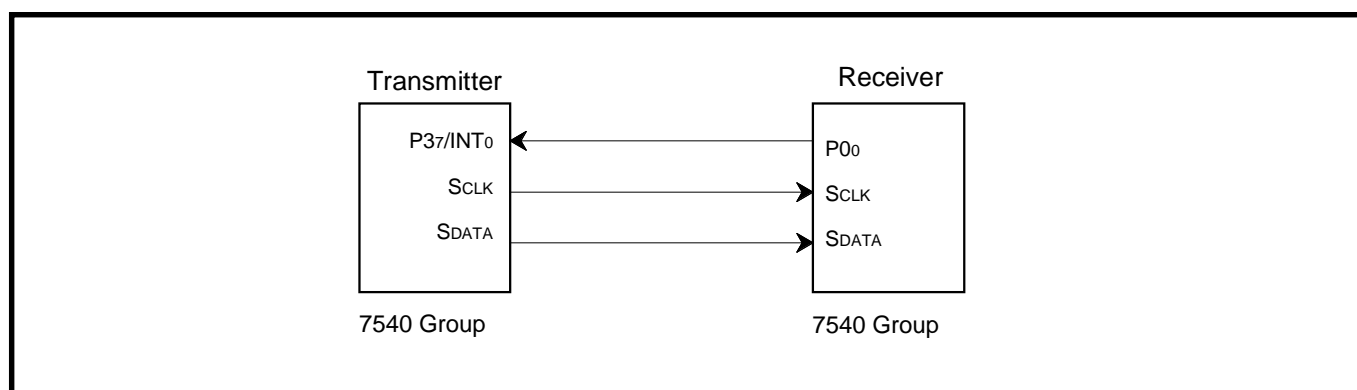 Transmitter
P37/INT0
SCLK
SDATA
7540 Group
Receiver
P00
SCLK
SDATA
7540 Group